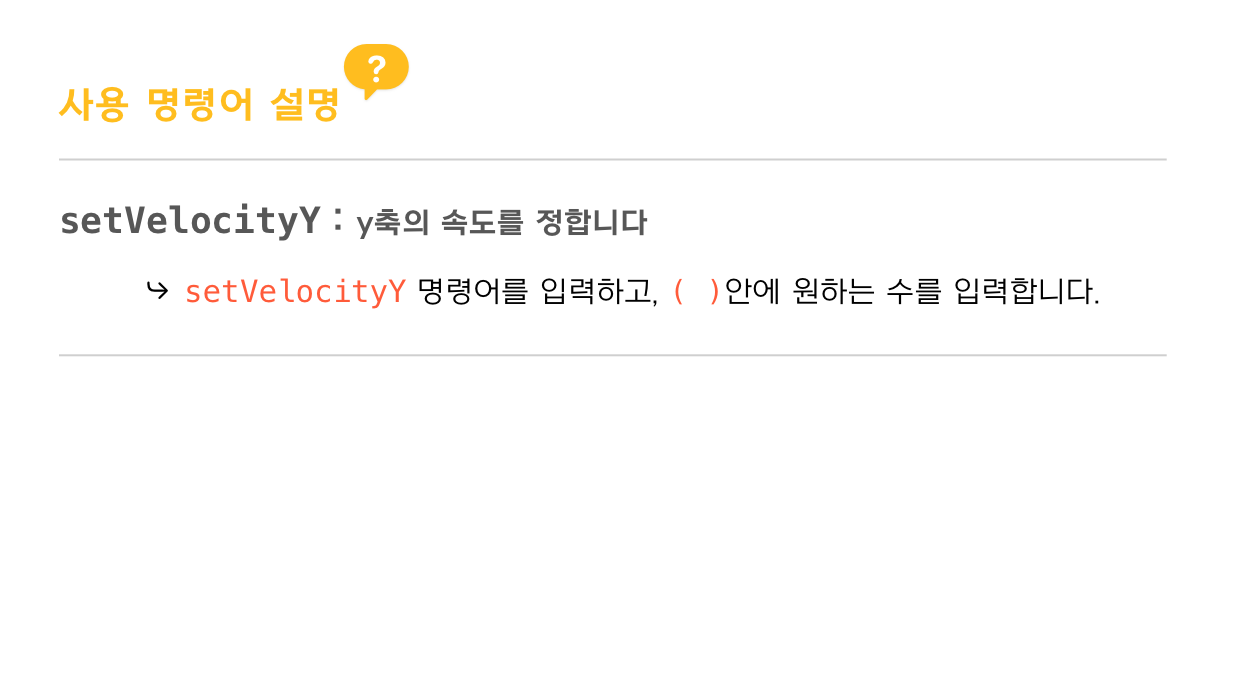 사용 명령어 설명 ?
setVelocityY : y축의 속도를 정합니다
↪ setVelocityY 명령어를 입력하고, ( )안에 원하는 수를 입력합니다.